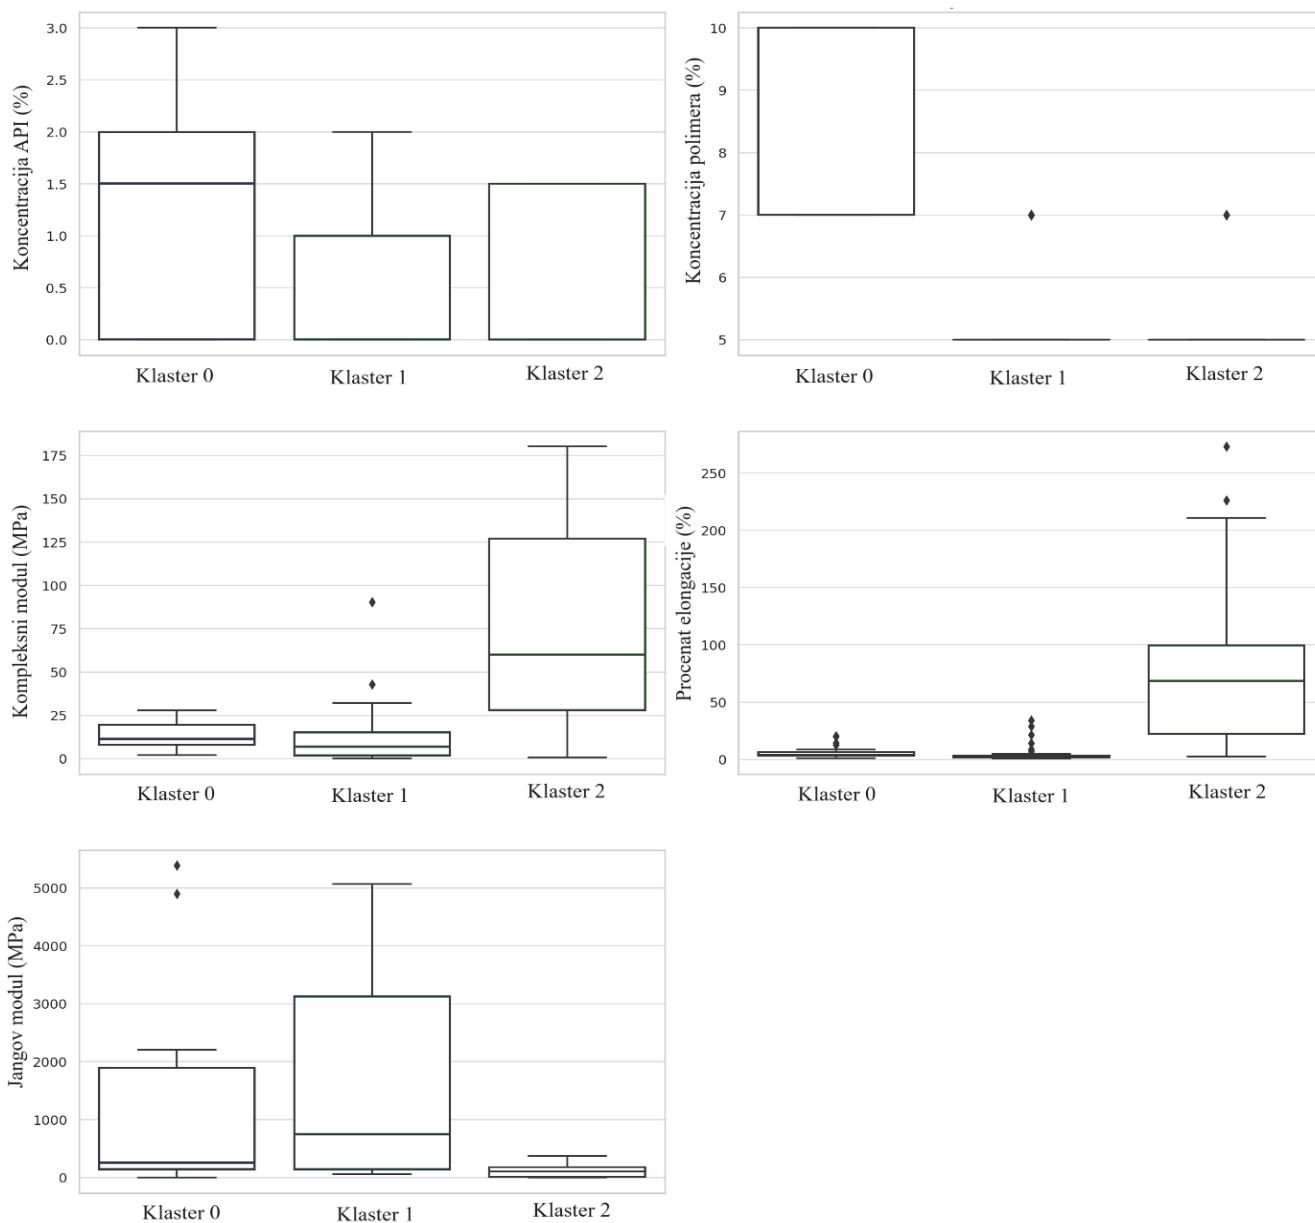 Koncentracija API (%)
3.0
2.5
2.0
1.5
1.0
0.5
0.0
Klaster 0
Klaster 1
Klaster 2
Koncentracija polimera (%)
10
9
8
7
6
5
Klaster 0
Klaster 1
Klaster 2
Kompleksni modul (MPa)
175
150
125
100
75
50
25
0
Klaster 0
Klaster 1
Klaster 2
Procenat elongacije (%)
250
200
150
100
50
0
Klaster 0
Klaster 1
Klaster 2
Jangov modul (MPa)
5000
4000
3000
2000
1000
0
Klaster 0
Klaster 1
Klaster 2